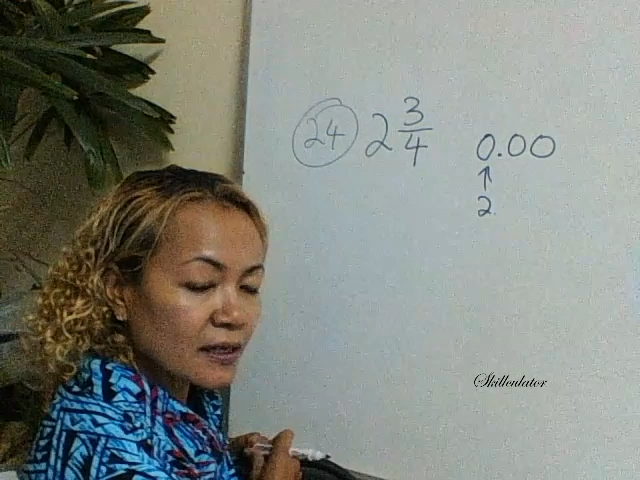 24 2 3/4 0.00
↑
2
Skillculator